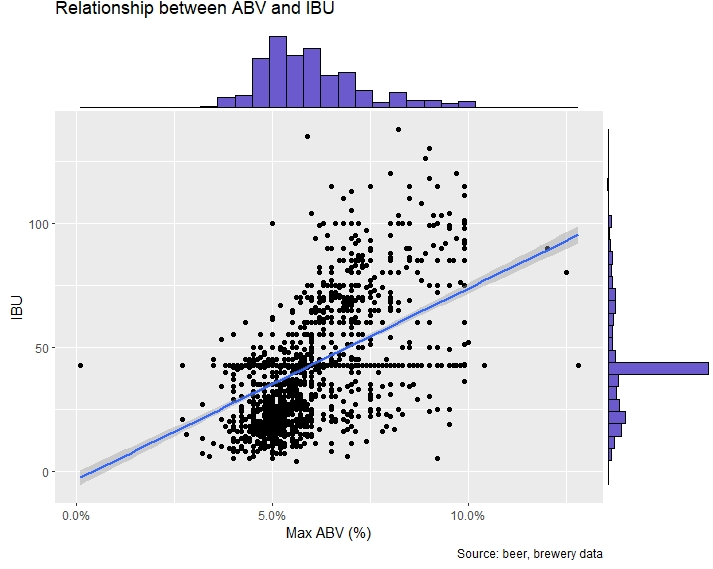 Relationship between ABV and IBU
IBU
100
50
0
0.0%
5.0%
10.0%
Max ABV (%)
Source: beer, brewery data